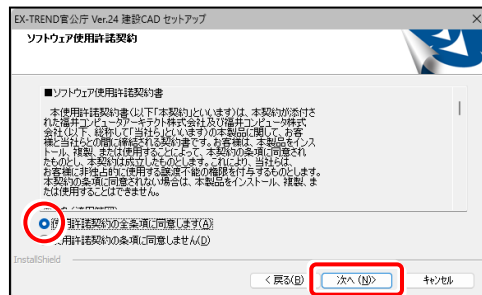 EX-TREND官公庁 Ver.24 建設CAD セットアップ
ソフトウェア使用許諾契約
■ソフトウェア使用許諾契約書
本使用許諾契約書(以下「本契約」といいます)は、本契約が添付さ
れた福井コンピュータアーキテクト株式会社及び福井コンピュータ株式
会社(以下、総称して「当社ら」といいます)の本製品に関して、お客
様と当社らとの間に締結される契約書です。お客様は、本製品をインス
トール、複製、または使用することによって、本契約の条項に同意され
たものとし、本契約は成立したものとします。これにより、当社らは、
お客様に非独占的に使用する譲渡不能の権限を付与するものとします。
本契約の条項に同意されない場合は、本製品をインストール、複製、ま
たは使用することはできません。
使用許諾契約の全条項に同意します(A)
使用許諾契約の条項に同意しません(D)
InstallShield
< 戻る(B)
次へ (N)>
キャンセル